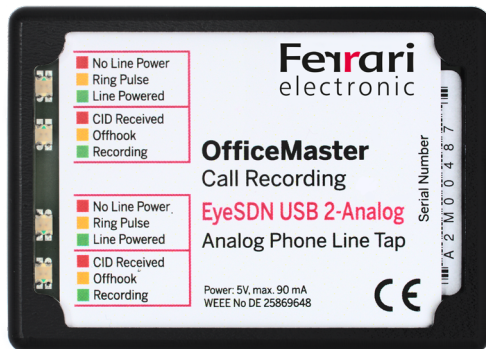 No Line Power
Ring Pulse
Line Powered
CID Received
Offhook
Recording
No Line Power
Ring Pulse
Line Powered
CID Received
Offhook
Recording
Ferrari
electronic
OfficeMaster
Call Recording
EyeSDN USB 2-Analog
Analog Phone Line Tap
Power: 5V, max. 90 mA
WEEE No DE 25869648
CE
Serial Number
A2M00487